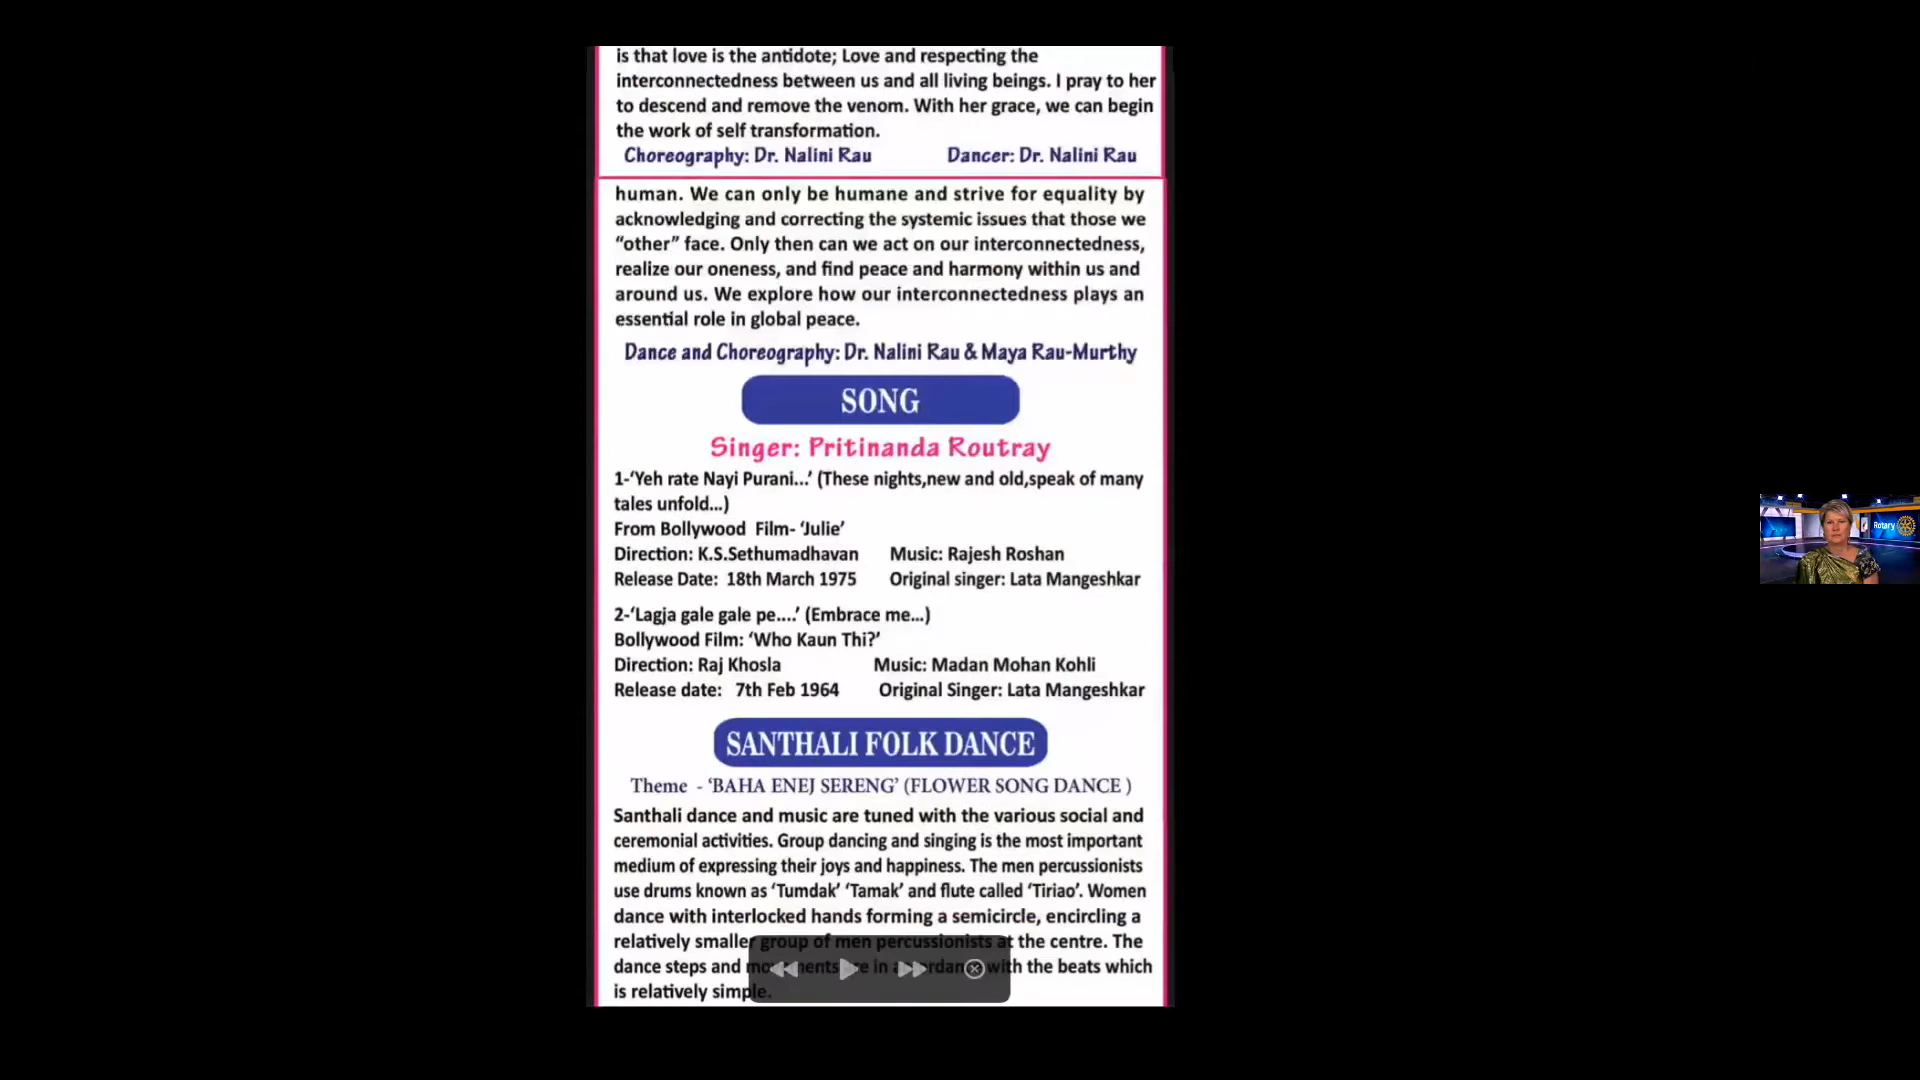 is that love is the antidote; Love and respecting the
interconnectedness between us and all living beings. I pray to her
to descend and remove the venom. With her grace, we can begin
the work of self transformation.
Choreography: Dr. Nalini Rau Dancer: Dr. Nalini Rau
human. We can only be humane and strive for equality by
acknowledging and correcting the systemic issues that those we
“other” face. Only then can we act on our interconnectedness,
realize our oneness, and find peace and harmony within us and
around us. We explore how our interconnectedness plays an
essential role in global peace.
Dance and Choreography: Dr. Nalini Rau & Maya Rau-Murthy
SONG
Singer: Pritinanda Routray
1-‘Yeh rate Nayi Purani...’ (These nights,new and old,speak of many
tales unfold...)
From Bollywood Film- ‘Julie’
Direction: K.S.Sethumadhavan Music: Rajesh Roshan
Release Date: 18th March 1975 Original singer: Lata Mangeshkar
2-‘Lagja gale gale pe....’ (Embrace me...)
Bollywood Film: ‘Who Kaun Thi?’
Direction: Raj Khosla Music: Madan Mohan Kohli
Release date: 7th Feb 1964 Original Singer: Lata Mangeshkar
SANTHALI FOLK DANCE
Theme - ‘BAHA ENEJ SERENG’ (FLOWER SONG DANCE )
Santhali dance and music are tuned with the various social and
ceremonial activities. Group dancing and singing is the most important
medium of expressing their joys and happiness. The men percussionists
use drums known as ‘Tumdak’ ‘Tamak’ and flute called ‘Tiriao’. Women
dance with interlocked hands forming a semicircle, encircling a
relatively smaller group of men percussionists at the centre. The
dance steps and movements are in accordance with the beats which
is relatively simple.
Rotary